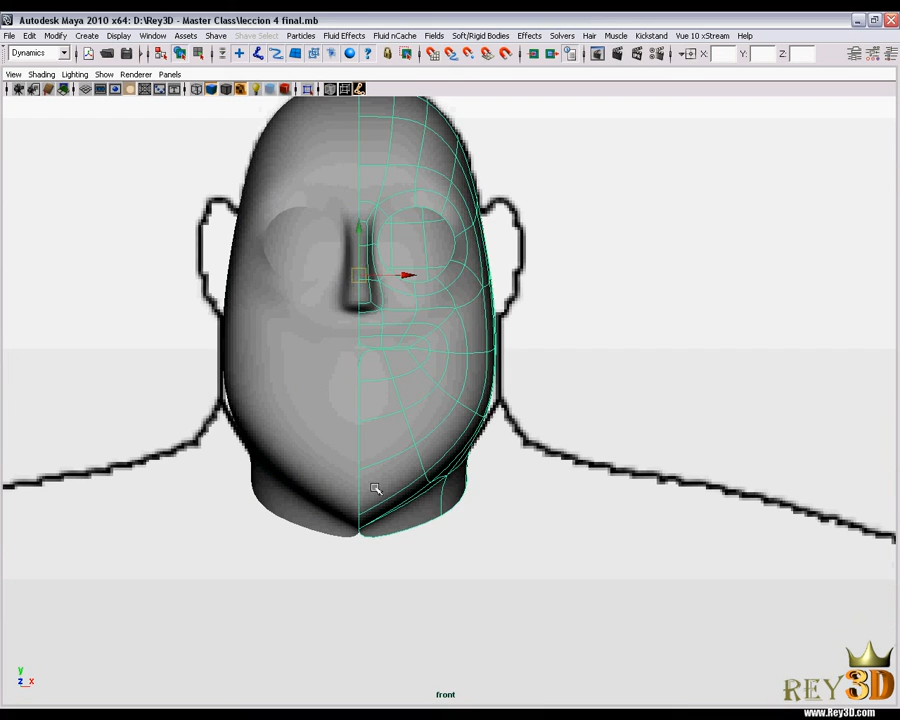 Autodesk Maya 2010 x64: D:\Rey3D - Master Class\leccion 4 final.mb
File Edit Modify Create Display Window Assets Share Share Select Particles Fluid Effects Fluid nCache Fields Soft/Rigid Bodies Effects Solvers Hair Muscle Kickstand Vue 10 xStream Help
Dynamics X: Y: Z:
View Shading Lighting Show Renderer Panels
y
z x
front
REY3D
www.Rey3D.com